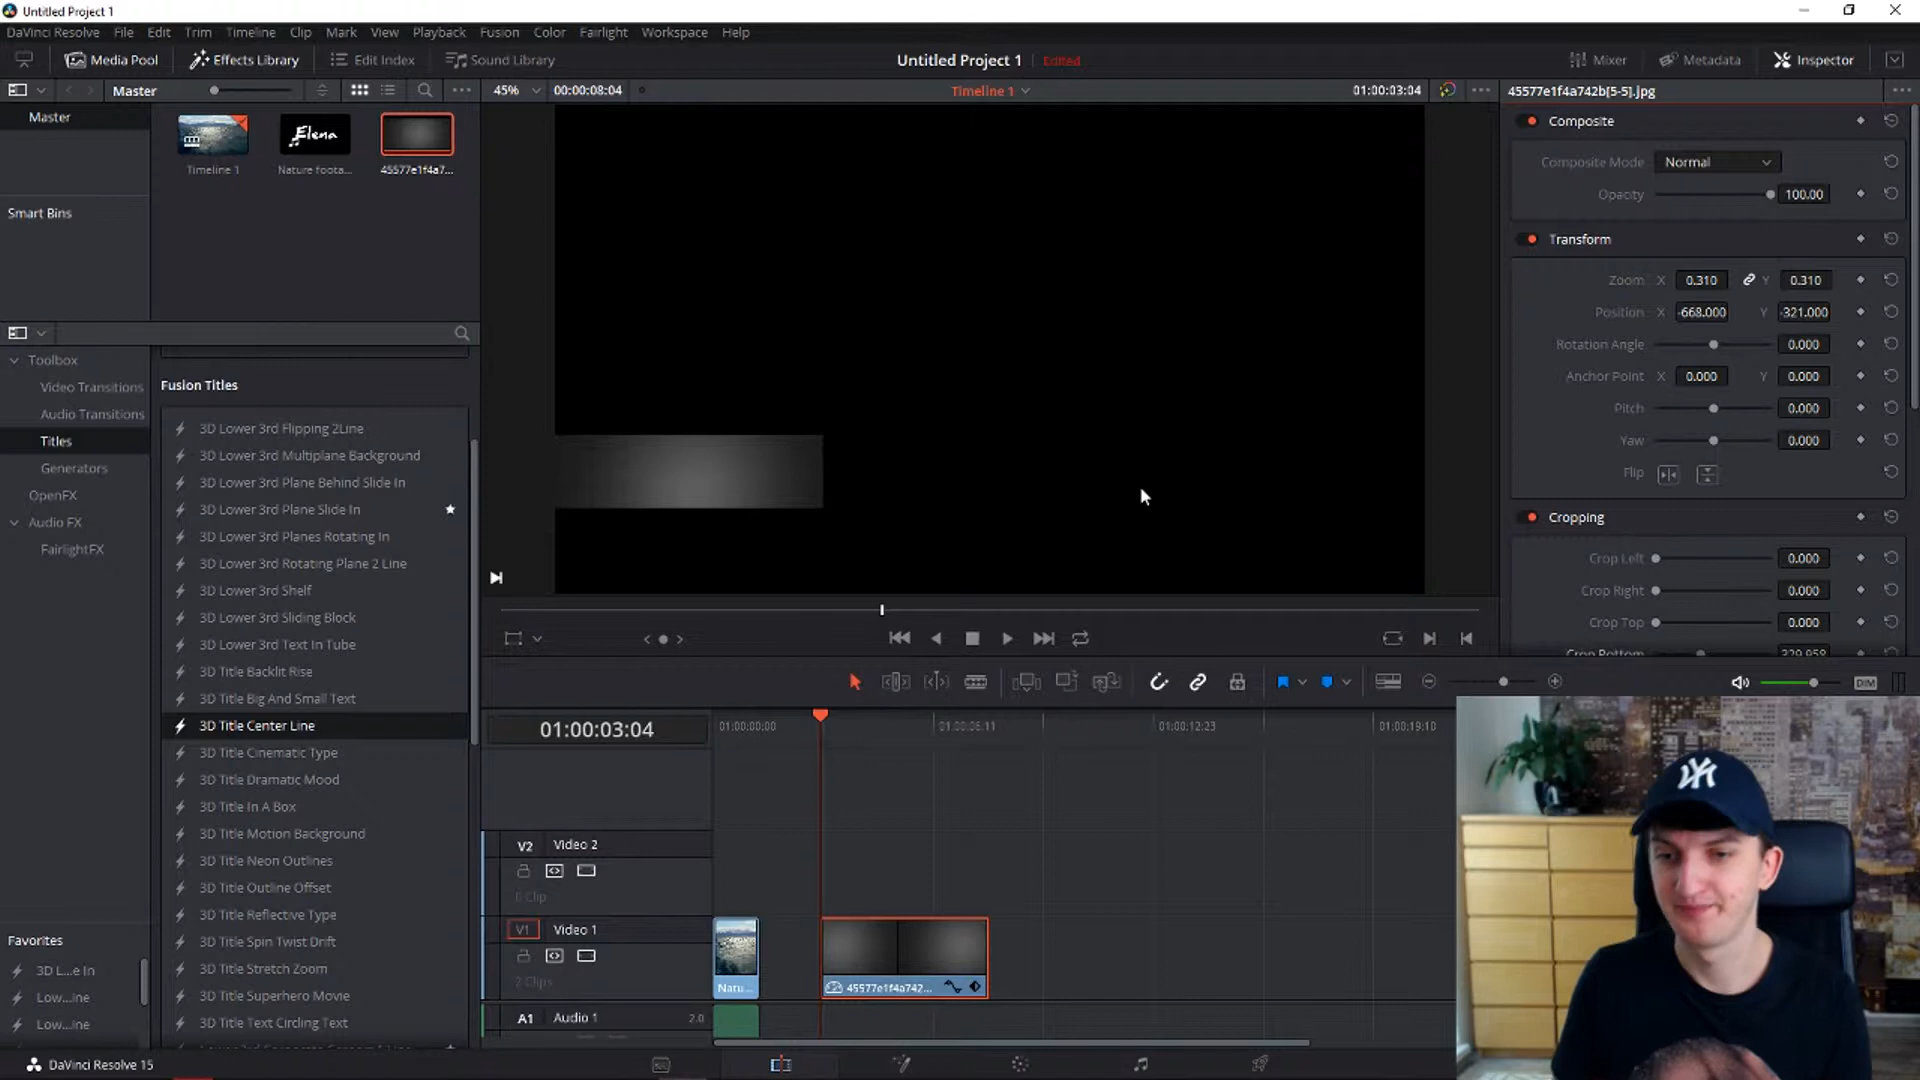 Untitled Project 1
DaVinci Resolve File Edit Trim Timeline Clip Mark View Playback Fusion Color Fairlight Workspace Help
Media Pool Effects Library Edit Index Sound Library Untitled Project 1 Edited Mixer Metadata Inspector
Master 45% 00:00:08:04 Timeline 1 01:00:03:04 45577e1f4a742b[5-5].jpg
Master
Elena
Timeline 1 Nature foota... 45577e1f4a7...
Smart Bins
Composite
Composite Mode Normal
Opacity 100.00
Transform
Zoom X 0.310 Y 0.310
Position X -668.000 Y -321.000
Rotation Angle 0.000
Anchor Point X 0.000 Y 0.000
Pitch 0.000
Yaw 0.000
Flip
Cropping
Crop Left 0.000
Crop Right 0.000
Crop Top 0.000
Crop Bottom 329.958
Toolbox
Video Transitions
Audio Transitions
Titles
Generators
OpenFX
Audio FX
FairlightFX
Fusion Titles
3D Lower 3rd Flipping 2Line
3D Lower 3rd Multiplane Background
3D Lower 3rd Plane Behind Slide In
3D Lower 3rd Plane Slide In
3D Lower 3rd Planes Rotating In
3D Lower 3rd Rotating Plane 2 Line
3D Lower 3rd Shelf
3D Lower 3rd Sliding Block
3D Lower 3rd Text In Tube
3D Title Backlit Rise
3D Title Big And Small Text
3D Title Center Line
3D Title Cinematic Type
3D Title Dramatic Mood
3D Title In A Box
3D Title Motion Background
3D Title Neon Outlines
3D Title Outline Offset
3D Title Reflective Type
3D Title Spin Twist Drift
3D Title Stretch Zoom
3D Title Superhero Movie
3D Title Text Circling Text
Favorites
3D L...e In
Low...ine
Low...ine
DIM
01:00:03:04 01:00:00:00 01:00:06:11 01:00:12:23 01:00:19:10
V2 Video 2
0 Clip
V1 Video 1
2 Clips
Natu... 45577e1f4a742...
A1 Audio 1 2.0
NY
DaVinci Resolve 15